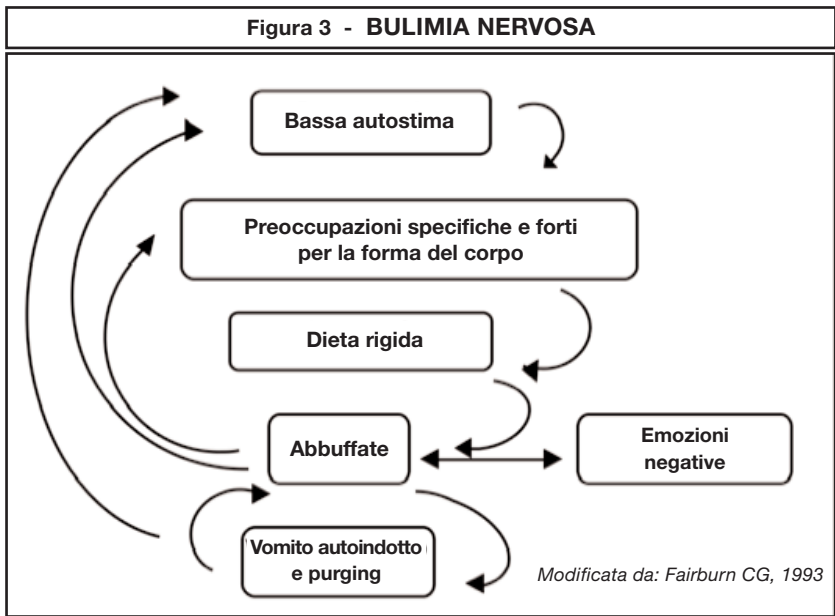 Figura 3 - BULIMIA NERVOSA
Bassa autostima
Preoccupazioni specifiche e forti
per la forma del corpo
Dieta rigida
Abbuffate
Emozioni
negative
Vomito autoindotto
e purging
Modificata da: Fairburn CG, 1993